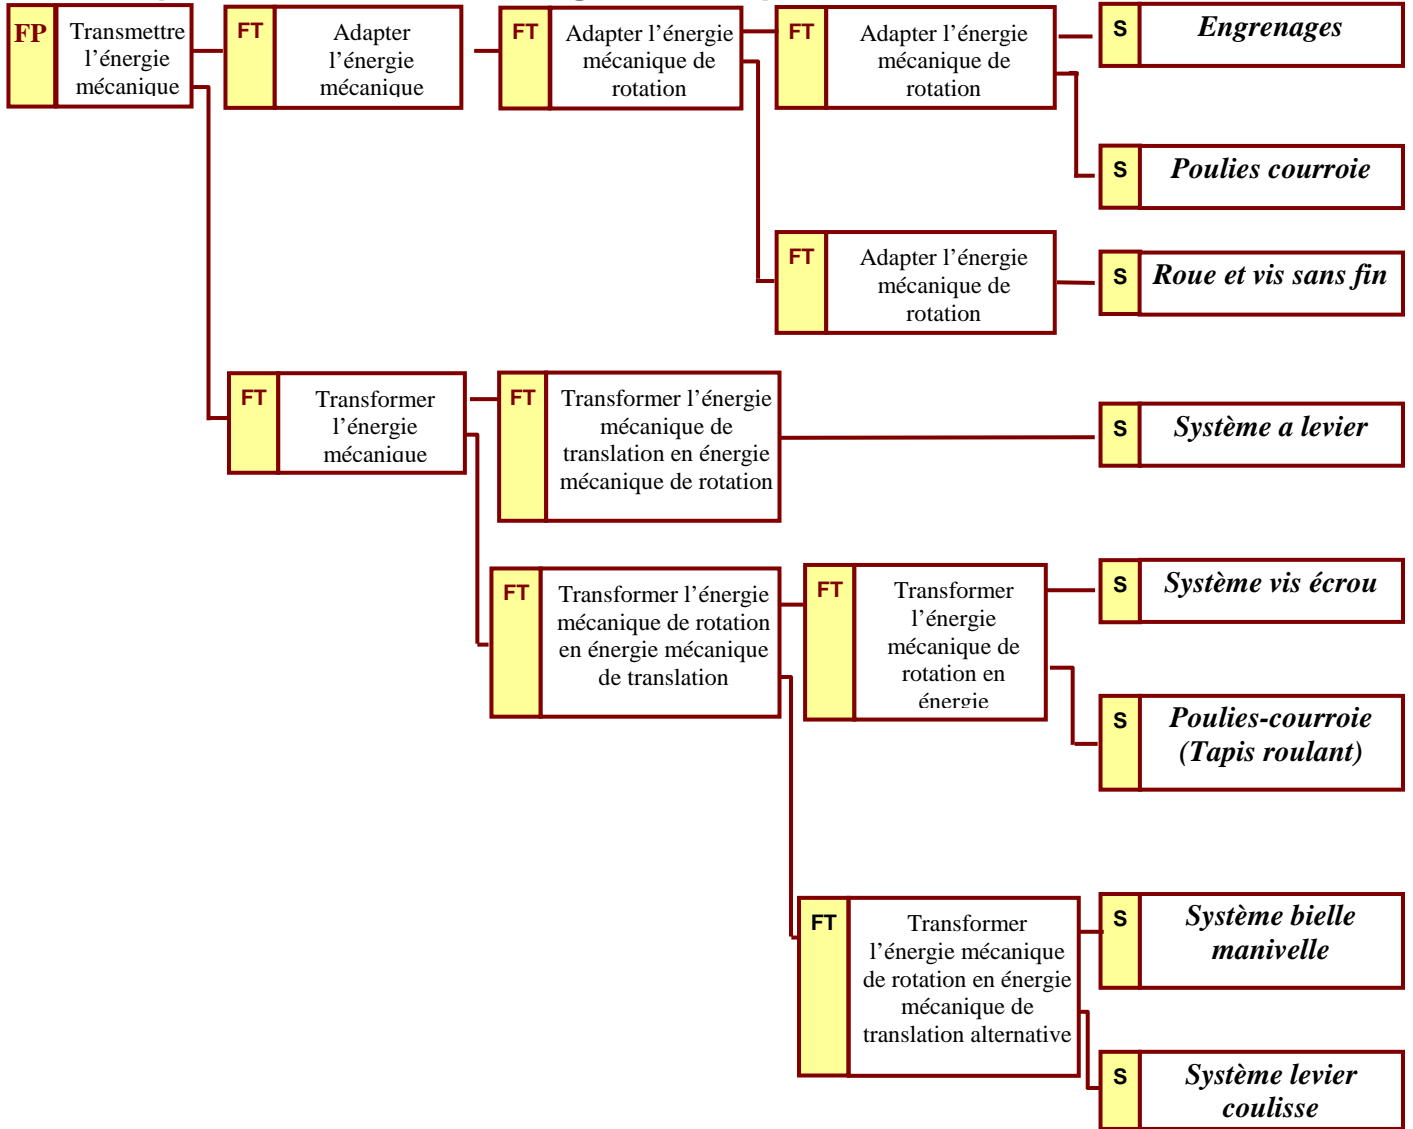 FP
Transmettre
l’énergie
mécanique
FT
Adapter
l’énergie
mécanique
FT
Adapter l’énergie
mécanique de
rotation
FT
Adapter l’énergie
mécanique de
rotation
S
Engrenages
S
Poulies courroie
FT
Adapter l’énergie
mécanique de
rotation
S
Roue et vis sans fin
FT
Transformer
l’énergie
mécanique
FT
Transformer l’énergie
mécanique de
translation en énergie
mécanique de rotation
S
Système a levier
FT
Transformer l’énergie
mécanique de rotation
en énergie mécanique
de translation
FT
Transformer
l’énergie
mécanique de
rotation en
énergie
S
Système vis écrou
S
Poulies-courroie
(Tapis roulant)
FT
Transformer
l’énergie mécanique
de rotation en énergie
mécanique de
translation alternative
S
Système bielle
manivelle
S
Système levier
coulisse